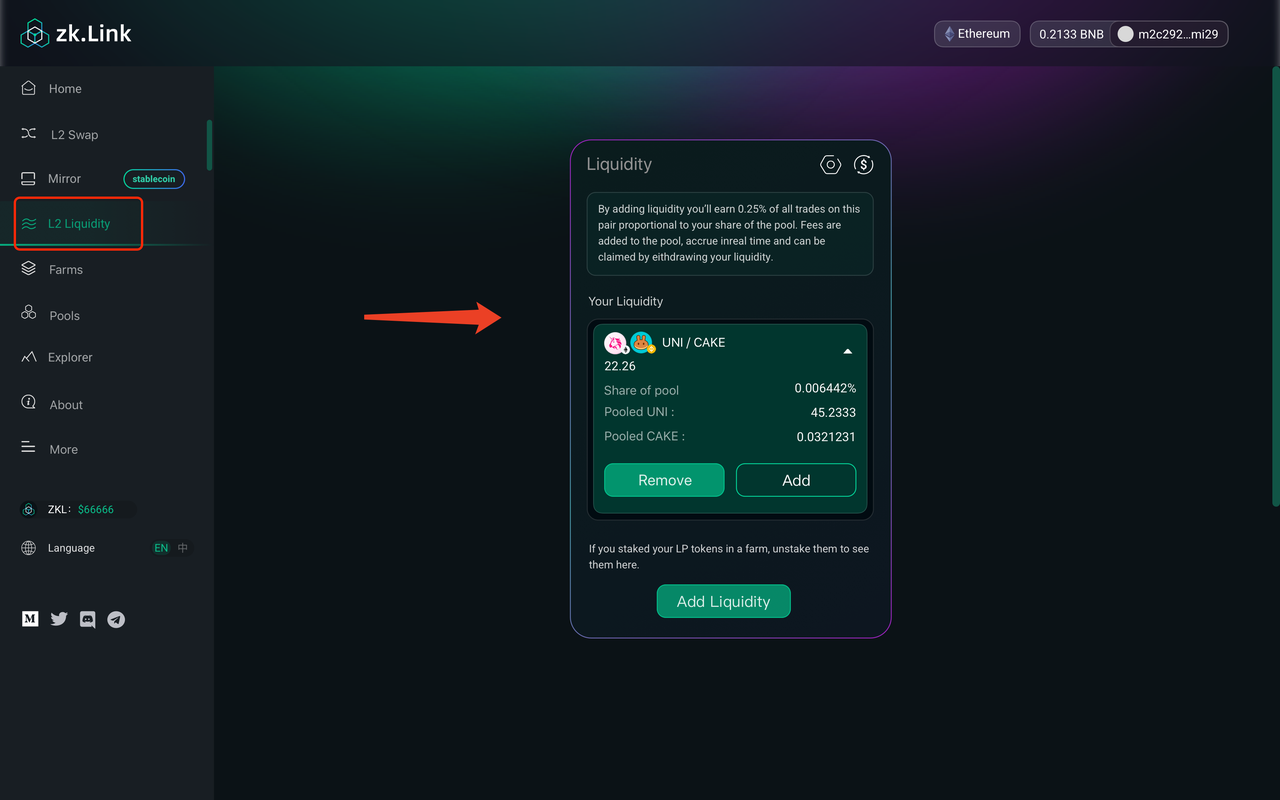 zk.Link
Ethereum
0.2133 BNB
m2c292...mi29
Home
L2 Swap
Mirror
stablecoin
L2 Liquidity
Farms
Pools
Explorer
About
More
ZKL: $66666
Language
EN 中
M
Liquidity
$
By adding liquidity you'll earn 0.25% of all trades on this
pair proportional to your share of the pool. Fees are
added to the pool, accrue inreal time and can be
claimed by eithdrawing your liquidity.
Your Liquidity
UNI / CAKE
22.26
Share of pool 0.006442%
Pooled UNI : 45.2333
Pooled CAKE : 0.0321231
Remove
Add
If you staked your LP tokens in a farm, unstake them to see
them here.
Add Liquidity